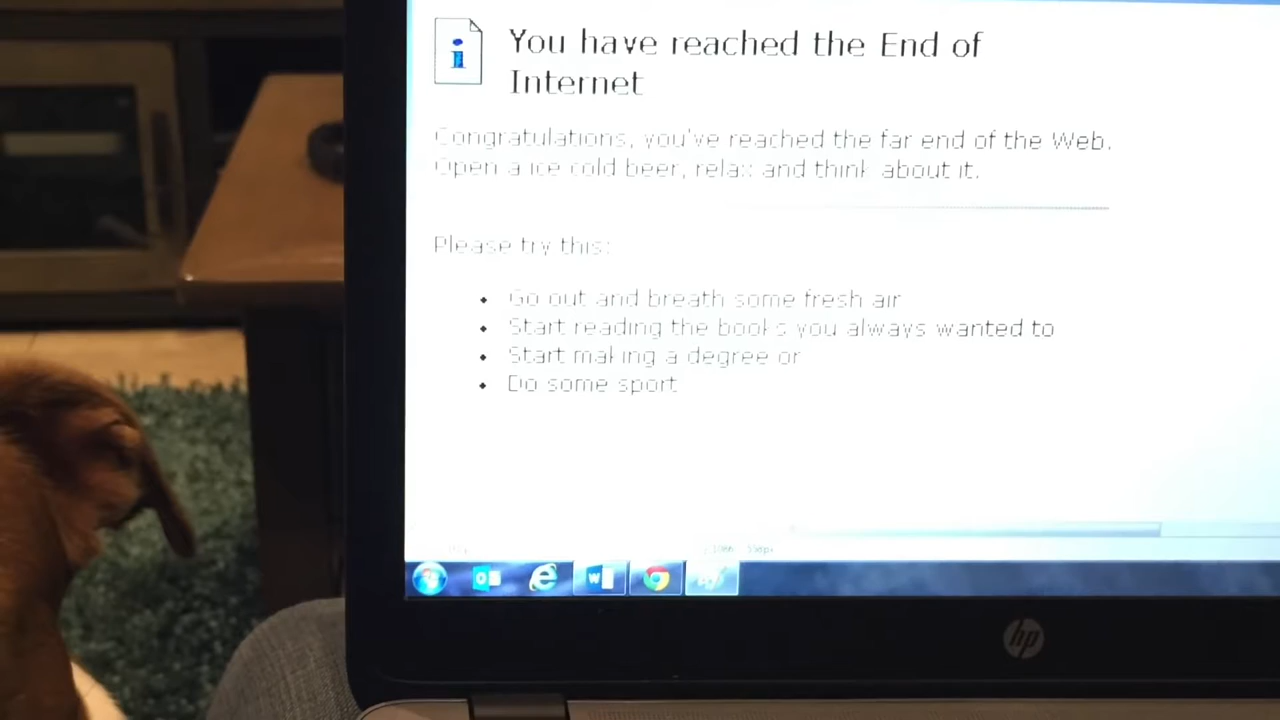 You have reached the End of
Internet
Congratulations, you've reached the far end of the Web.
Open a ice cold beer, relax and think about it.
Please try this:
Go out and breath some fresh air
Start reading the books you always wanted to
Start making a degree or
Do some sport
hp